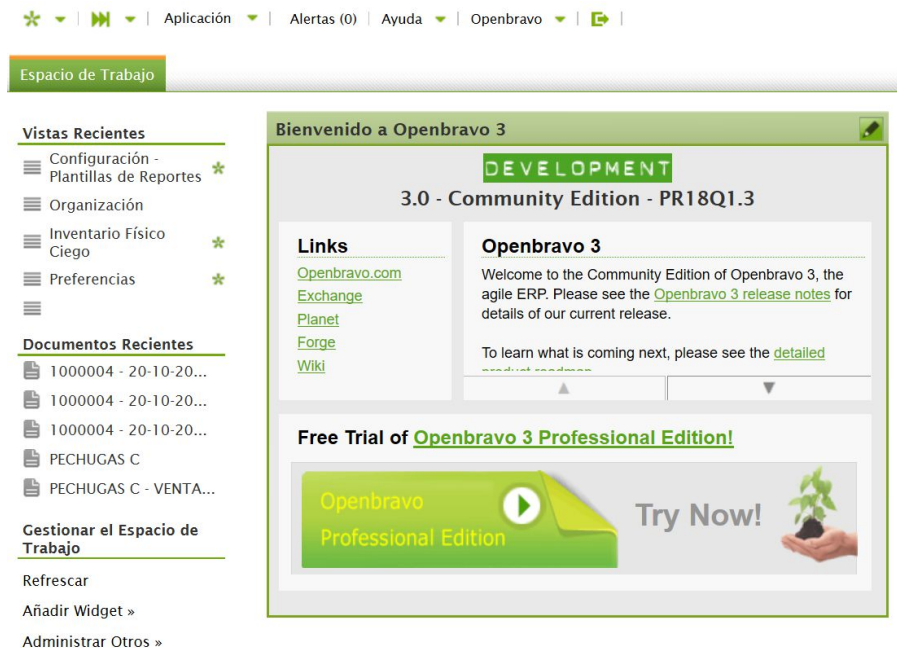 Aplicación
Alertas (0)
Ayuda
Openbravo
Espacio de Trabajo
Vistas Recientes
Configuración -
Plantillas de Reportes
Organización
Inventario Físico
Ciego
Preferencias
Documentos Recientes
1000004 - 20-10-20...
1000004 - 20-10-20...
1000004 - 20-10-20...
PECHUGAS C
PECHUGAS C - VENTA...
Gestionar el Espacio de
Trabajo
Refrescar
Añadir Widget »
Administrar Otros »
Bienvenido a Openbravo 3
DEVELOPMENT
3.0 - Community Edition - PR18Q1.3
Links
Openbravo.com
Exchange
Planet
Forge
Wiki
Openbravo 3
Welcome to the Community Edition of Openbravo 3, the
agile ERP. Please see the Openbravo 3 release notes for
details of our current release.
To learn what is coming next, please see the detailed
product roadmap
Free Trial of Openbravo 3 Professional Edition!
Openbravo
Professional Edition
Try Now!